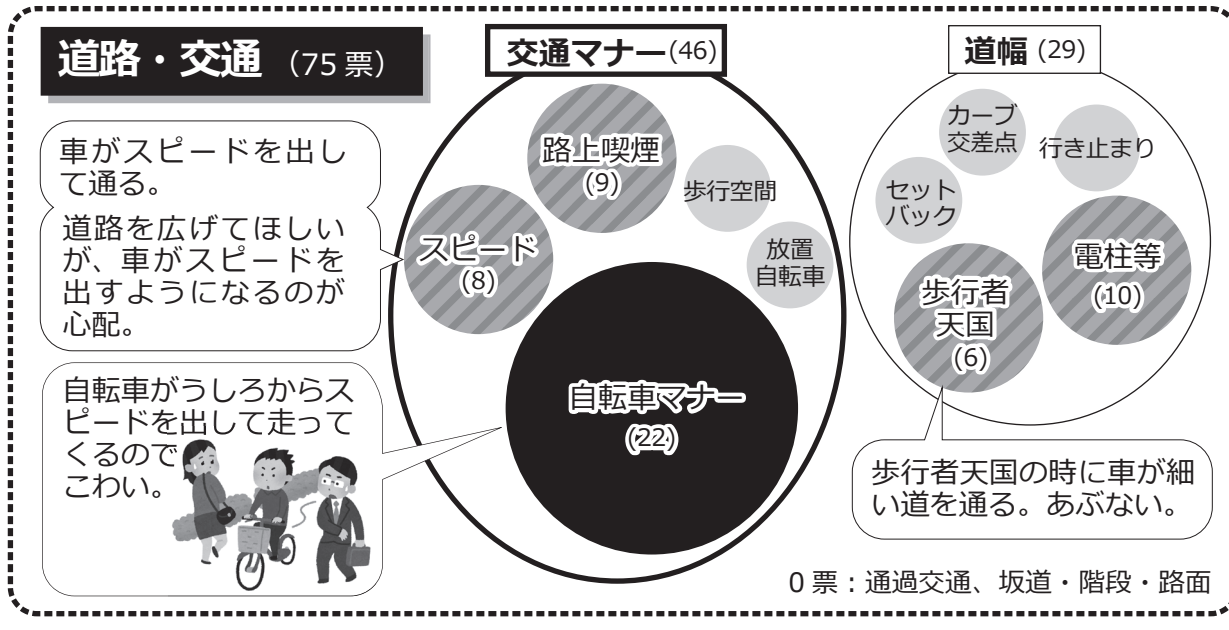 道路・交通（75票）
車がスピードを出し
て通る。
道路を広げてほしい
が、車がスピードを
出すようになるのが
心配。
自転車がうしろからス
ピードを出して走って
くるので
こわい。
交通マナー(46)
路上喫煙
(9)
歩行空間
スピード
(8)
放置
自転車
自転車マナー
(22)
道幅(29)
カーブ
交差点
行き止まり
セット
バック
電柱等
(10)
歩行者
天国
(6)
歩行者天国の時に車が細
い道を通る。あぶない。
0票：通過交通、坂道・階段・路面